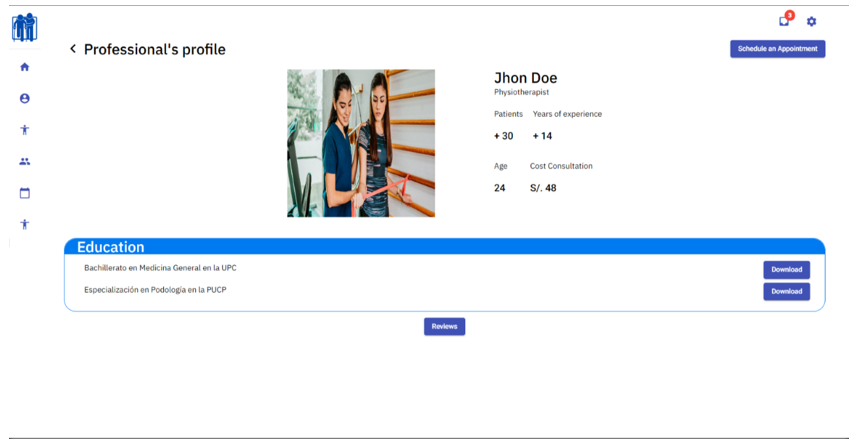 3
Professional's profile
Schedule an Appointment
Jhon Doe
Physiotherapist
Patients Years of experience
+ 30 + 14
Age Cost Consultation
24 S/. 48
Education
Bachillerato en Medicina General en la UPC
Download
Especialización en Podología en la PUCP
Download
Reviews